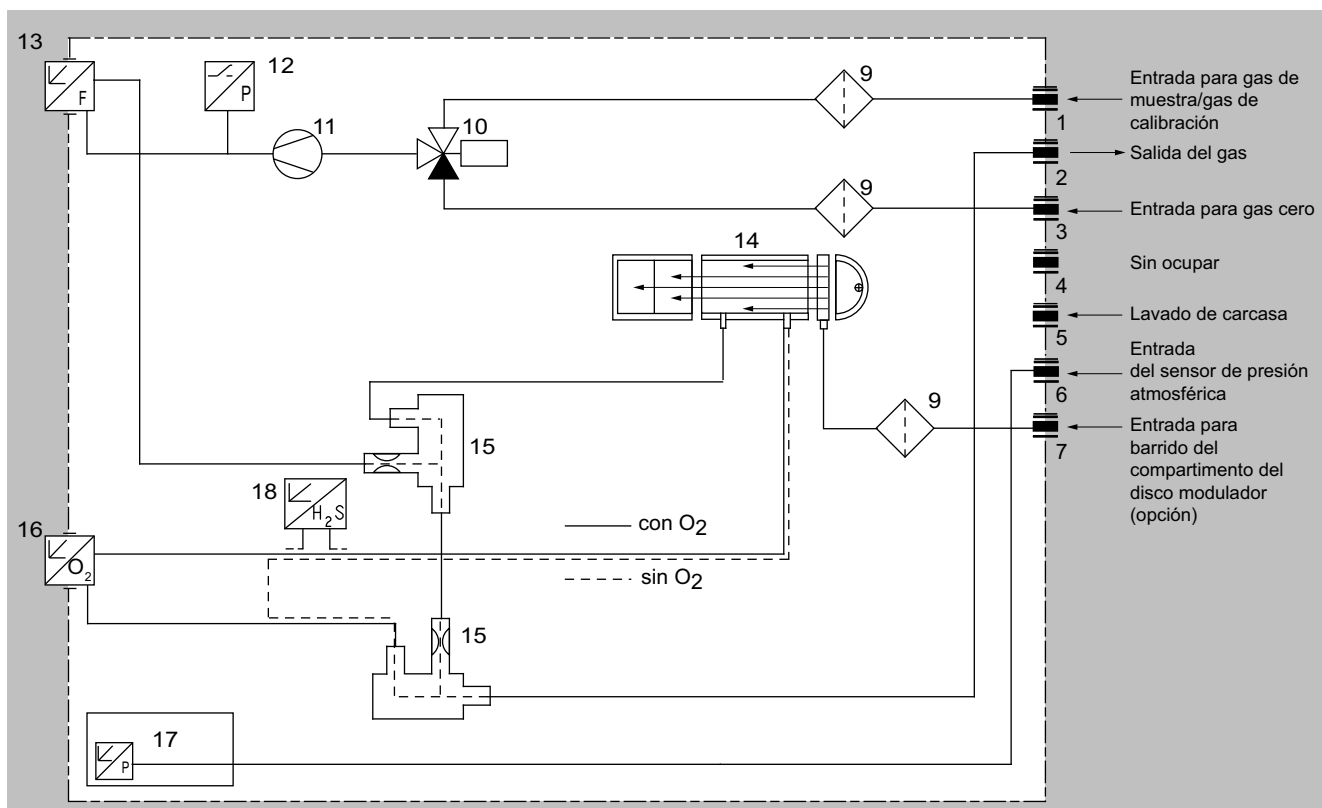 13
F
12
P
11
10
9
1
Entrada para gas de
muestra/gas de
calibración
2
Salida del gas
9
3
Entrada para gas cero
14
4
Sin ocupar
5
Lavado de carcasa
6
Entrada
del sensor de presión
atmosférica
9
7
Entrada para
barrido del
compartimento del
disco modulador
(opción)
15
18
H2S
con O2
16
O2
sin O2
15
17
P